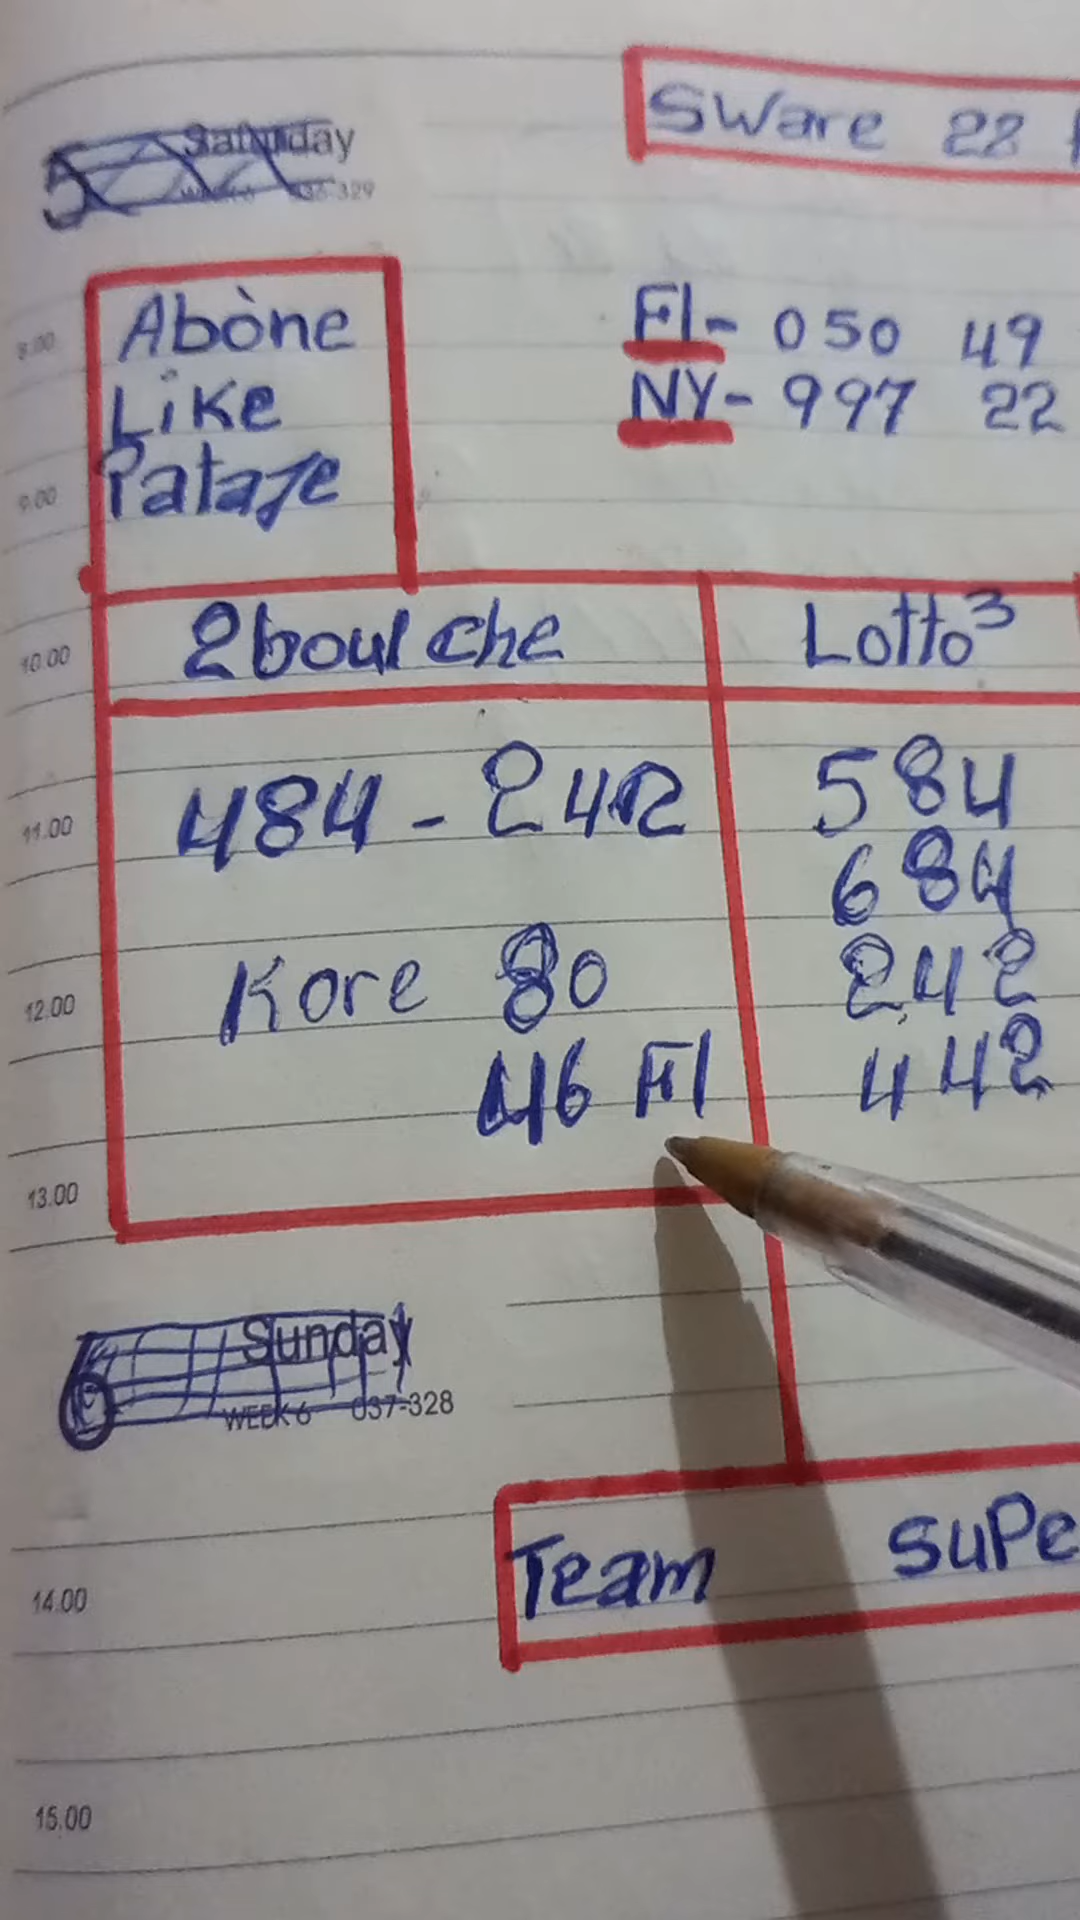 Saturday
SWare 22
Abòne
Like
Pataje
8.00
Fl- 050 49
NY- 997 22
9.00
2boul che
Lotto3
10.00
484 - 242
584
11.00
684
Kore 80
242
12.00
46 Fl
442
13.00
Sunday
WEEK 6 037-328
Team SuPe
14.00
15.00